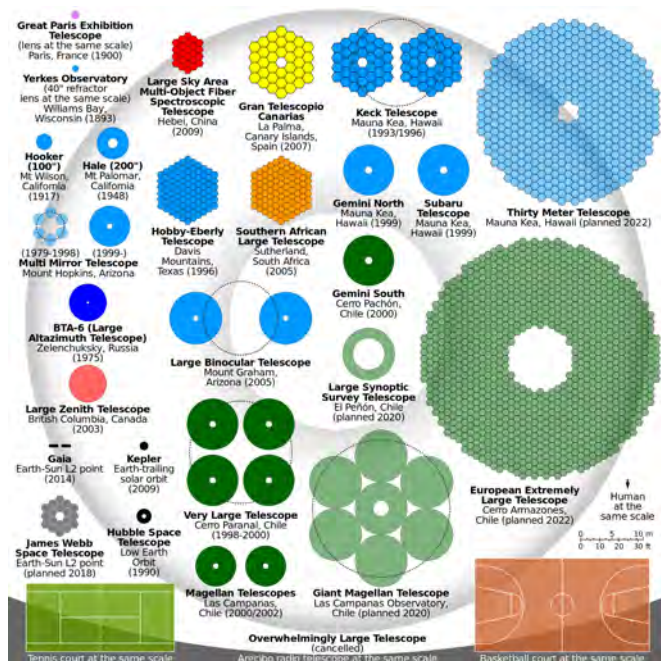 Great Paris Exhibition
Telescope
(lens at the same scale)
Paris, France (1900)
Yerkes Observatory
(40" refractor
lens at the same scale)
Williams Bay,
Wisconsin (1893)
Hooker
(100")
Mt Wilson,
California
(1917)
Hale (200")
Mt Palomar,
California
(1948)
(1979-1998)
(1999-)
Multi Mirror Telescope
Mount Hopkins, Arizona
BTA-6 (Large
Altazimuth Telescope)
Zelenchuksky, Russia
(1975)
Large Zenith Telescope
British Columbia, Canada
(2003)
Gaia
Earth-Sun L2 point
(2014)
Kepler
Earth-trailing
solar orbit
(2009)
James Webb
Space Telescope
Earth-Sun L2 point
(planned 2018)
Hubble Space
Telescope
Low Earth
Orbit
(1990)
Large Sky Area
Multi-Object Fiber
Spectroscopic Telescope
Hebei, China
(2009)
Gran Telescopio
Canarias
La Palma,
Canary Islands,
Spain (2007)
Keck Telescope
Mauna Kea, Hawaii
(1993/1996)
Hobby-Eberly
Telescope
Davis
Mountains,
Texas (1996)
Southern African
Large Telescope
Sutherland,
South Africa
(2005)
Gemini North
Mauna Kea,
Hawaii (1999)
Subaru
Telescope
Mauna Kea,
Hawaii (1999)
Thirty Meter Telescope
Mauna Kea, Hawaii (planned 2022)
Gemini South
Cerro Pachón,
Chile (2000)
Large Binocular Telescope
Mount Graham,
Arizona (2005)
Large Synoptic
Survey Telescope
El Peñón, Chile
(planned 2020)
Very Large Telescope
Cerro Paranal, Chile
(1998-2000)
Magellan Telescopes
Las Campanas,
Chile (2000/2002)
Giant Magellan Telescope
Las Campanas Observatory,
Chile (planned 2020)
European Extremely
Large Telescope
Cerro Armazones,
Chile (planned 2022)
Human
at the
same scale
0 5 10 m
0 10 20 30 ft
Overwhelmingly Large Telescope
(cancelled)
Tennis court at the same scale
Arecibo radio telescope at the same scale
Basketball court at the same scale